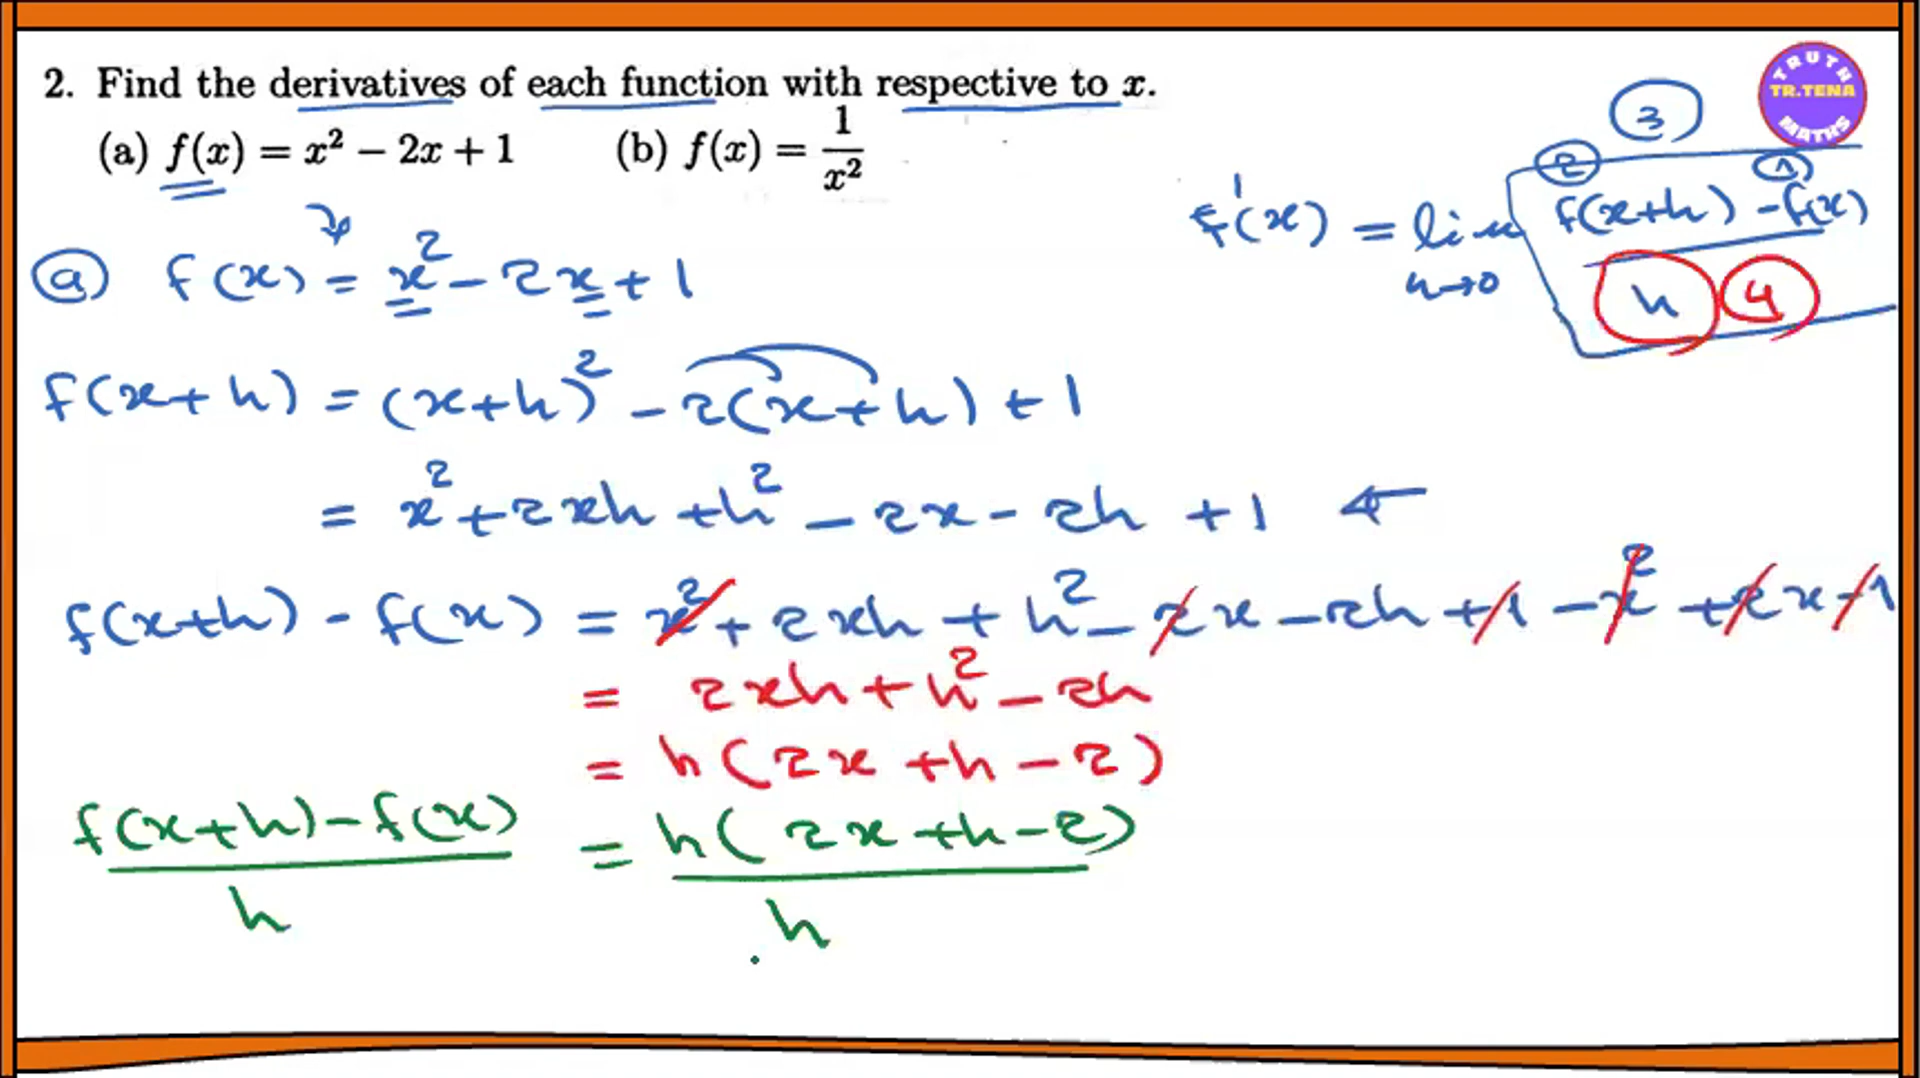 2. Find the derivatives of each function with respective to x.
(a) f(x) = x² − 2x + 1 (b) f(x) = 1/x²
TRUTH
TR.TENA
MATHS
3
2 1
f'(x) = lim h→0 (f(x+h) - f(x))/h 4
a f(x) = x² - 2x + 1
f(x+h) = (x+h)² - 2(x+h) + 1
= x² + 2xh + h² - 2x - 2h + 1 ←
f(x+h) - f(x) = x² + 2xh + h² - 2x - 2h + 1 - x² + 2x - 1
= 2xh + h² - 2h
= h(2x + h - 2)
(f(x+h) - f(x))/h = h(2x + h - 2)/h